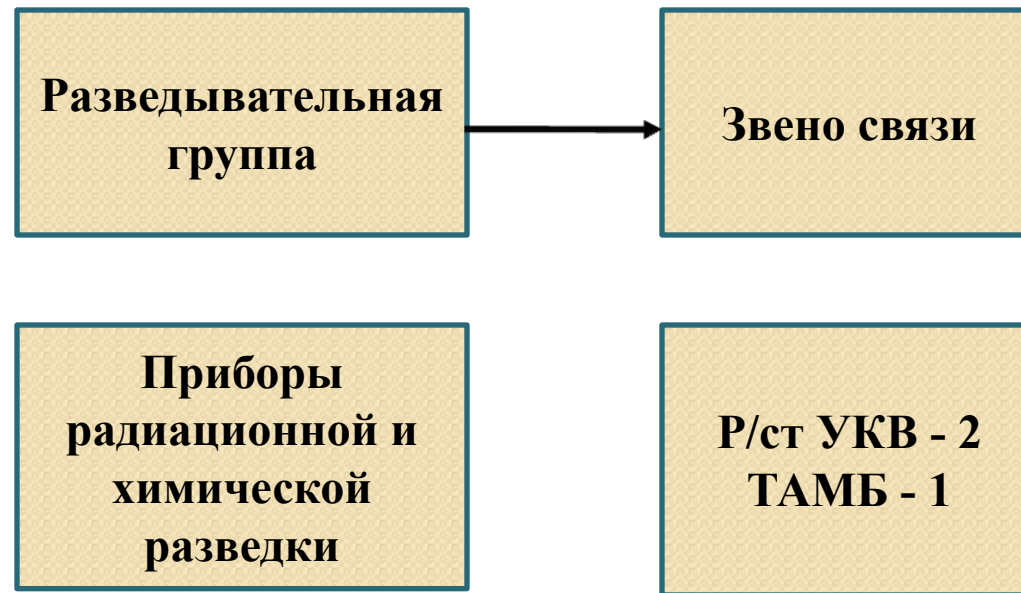 Разведывательная
группа
Звено связи
Приборы
радиационной и
химической
разведки
Р/ст УКВ - 2
ТАМБ - 1